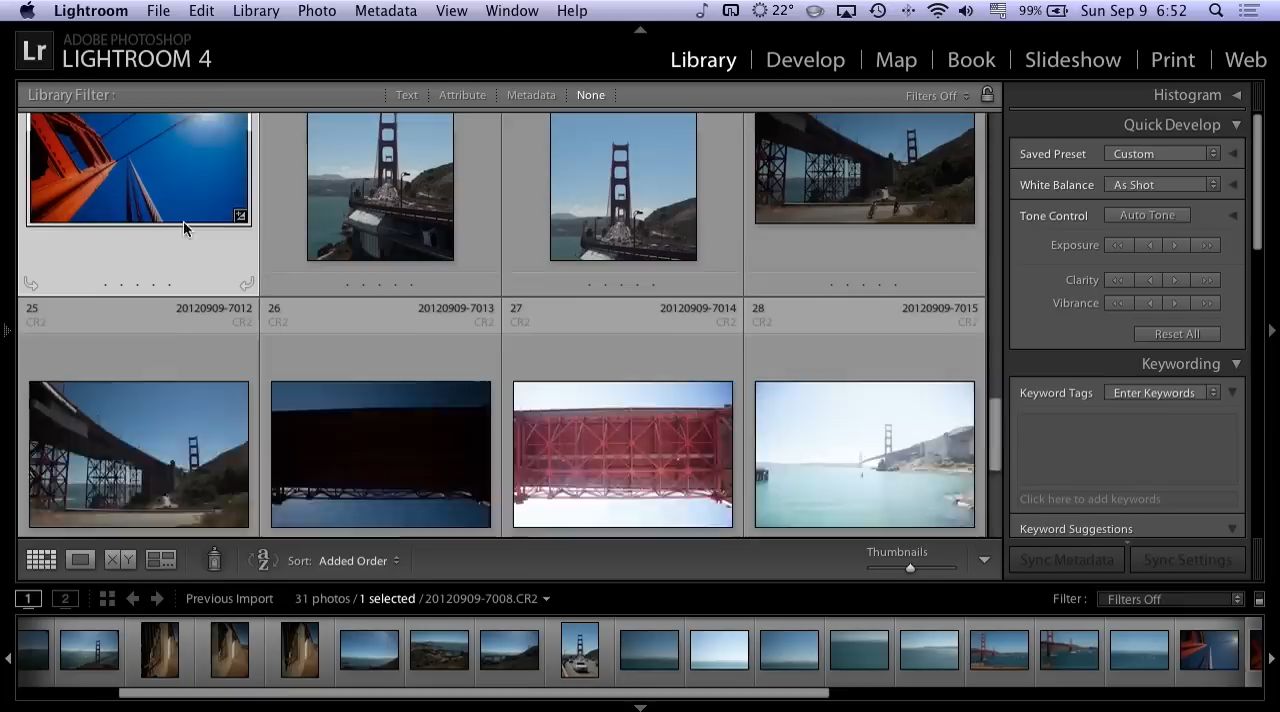 Lightroom File Edit Library Photo Metadata View Window Help 22° 99% Sun Sep 9 6:52
Lr ADOBE PHOTOSHOP
LIGHTROOM 4
Library Develop Map Book Slideshow Print Web
Library Filter : Text Attribute Metadata None Filters Off
Histogram
Quick Develop
Saved Preset Custom
White Balance As Shot
Tone Control Auto Tone
Exposure
Clarity
Vibrance
Reset All
25 20120909-7012 26 20120909-7013 27 20120909-7014 28 20120909-7015
CR2 CR2 CR2 CR2 CR2 CR2 CR2 CR2
Keywording
Keyword Tags Enter Keywords
Click here to add keywords
Keyword Suggestions
XY Sort: Added Order Thumbnails Sync Metadata Sync Settings
1 2 Previous Import 31 photos / 1 selected / 20120909-7008.CR2 Filter : Filters Off